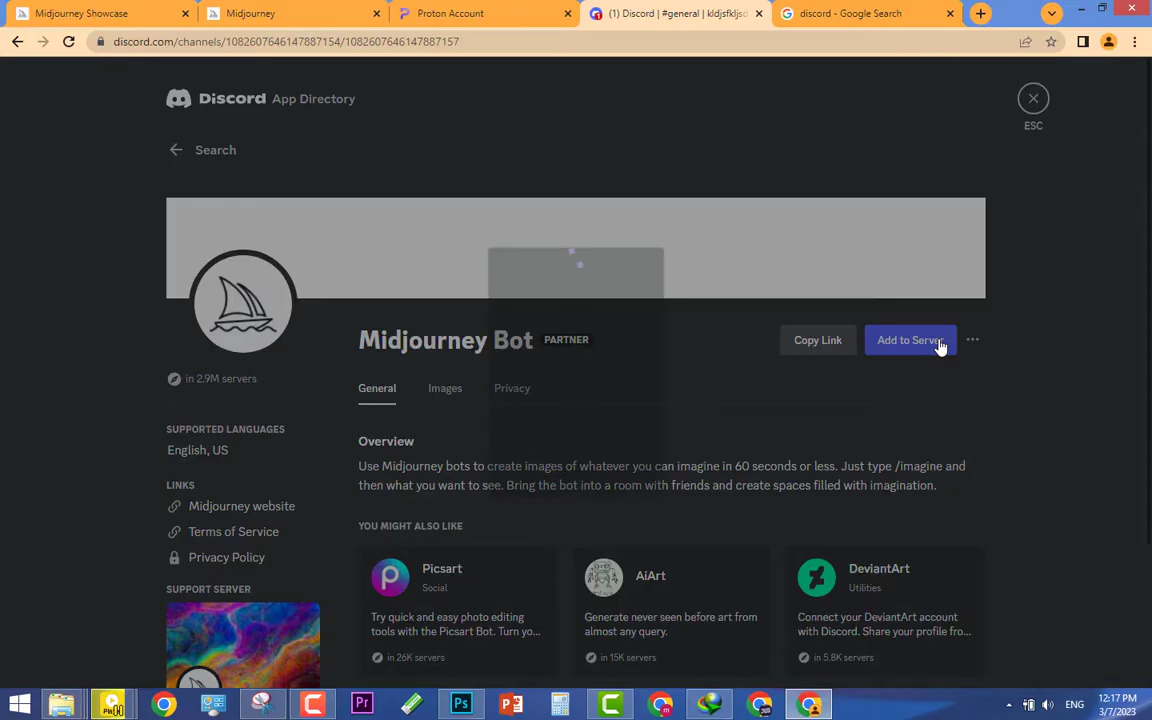 Midjourney Showcase
Midjourney
Proton Account
(1) Discord | #general | kldjsfkljsd
discord - Google Search
discord.com/channels/1082607646147887154/1082607646147887157
Discord App Directory
ESC
Search
Midjourney Bot PARTNER
Copy Link
Add to Server
in 2.9M servers
General
Images
Privacy
SUPPORTED LANGUAGES
English, US
Overview
Use Midjourney bots to create images of whatever you can imagine in 60 seconds or less. Just type /imagine and
then what you want to see. Bring the bot into a room with friends and create spaces filled with imagination.
LINKS
Midjourney website
Terms of Service
Privacy Policy
YOU MIGHT ALSO LIKE
Picsart
Social
Try quick and easy photo editing
tools with the Picsart Bot. Turn yo...
in 26K servers
AiArt
Generate never seen before art from
almost any query.
in 15K servers
DeviantArt
Utilities
Connect your DeviantArt account
with Discord. Share your profile fro...
in 5.8K servers
SUPPORT SERVER
Pr
Ps
ENG
12:17 PM
3/7/2023